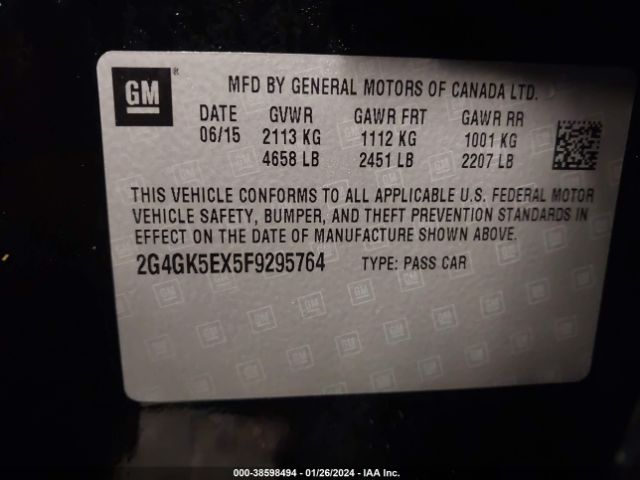 GM®
MFD BY GENERAL MOTORS OF CANADA LTD.
DATE GVWR GAWR FRT GAWR RR
06/15 2113 KG 1112 KG 1001 KG
4658 LB 2451 LB 2207 LB
THIS VEHICLE CONFORMS TO ALL APPLICABLE U.S. FEDERAL MOTOR
VEHICLE SAFETY, BUMPER, AND THEFT PREVENTION STANDARDS IN
EFFECT ON THE DATE OF MANUFACTURE SHOWN ABOVE.
2G4GK5EX5F9295764 TYPE: PASS CAR
000-38598494 - 01/26/2024 - IAA Inc.